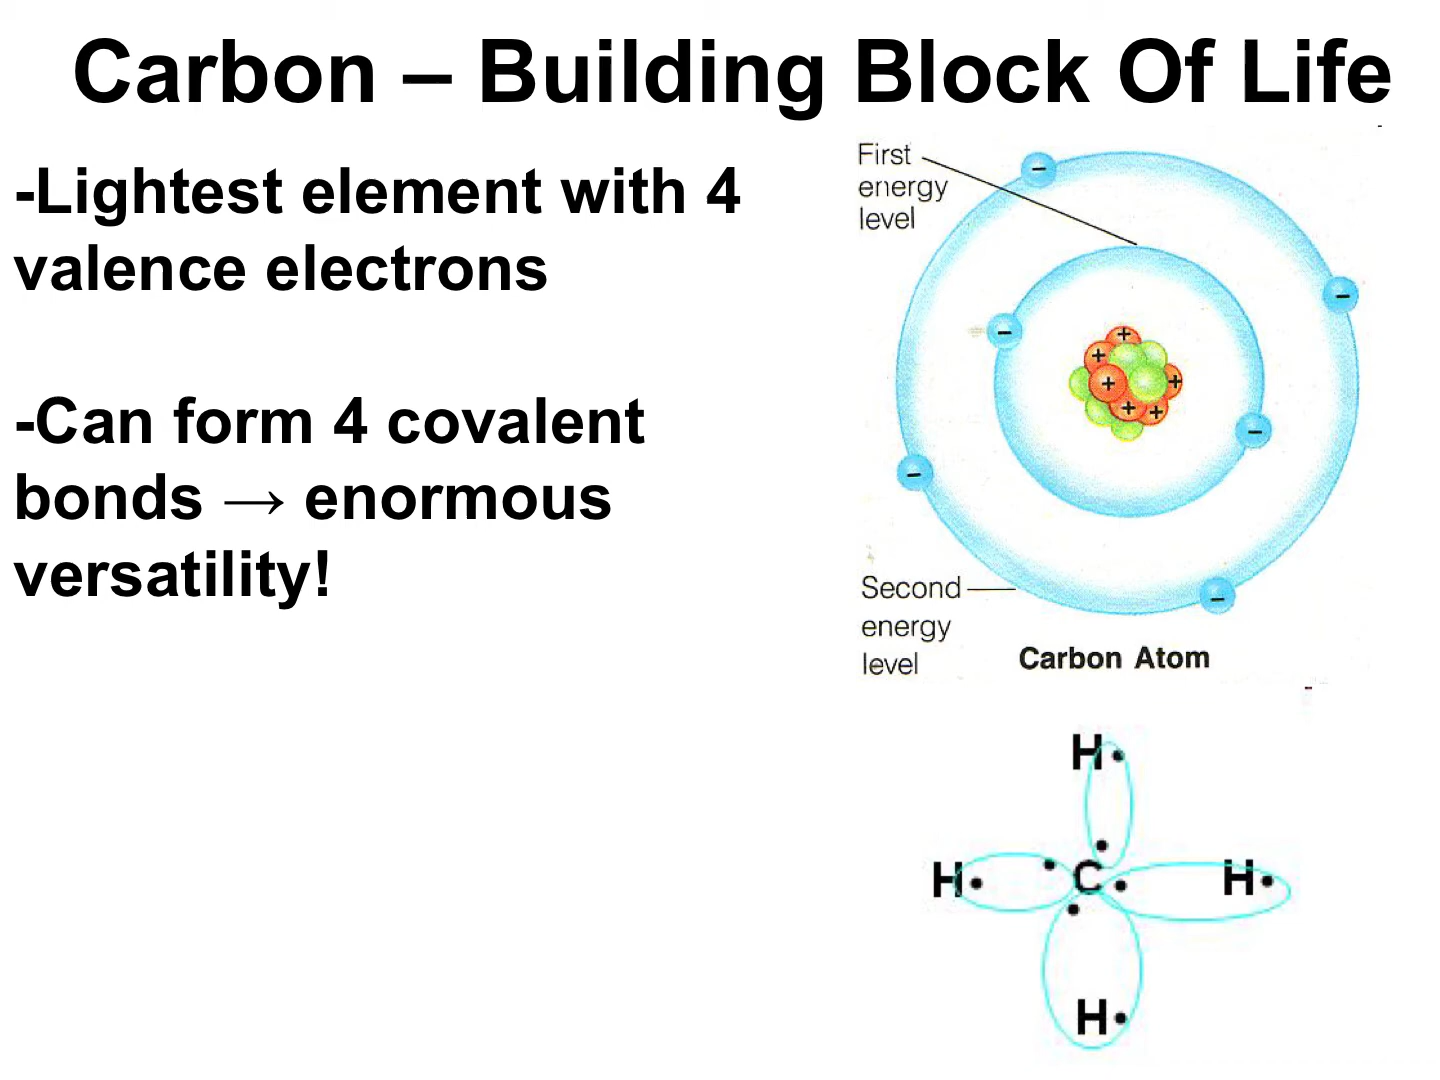 Carbon – Building Block Of Life
-Lightest element with 4
valence electrons
-Can form 4 covalent
bonds → enormous
versatility!
First
energy
level
−
−
−
+
+
+
+
+
+
−
−
−
Second
energy
level
Carbon Atom
H•
H• • C • H•
H•